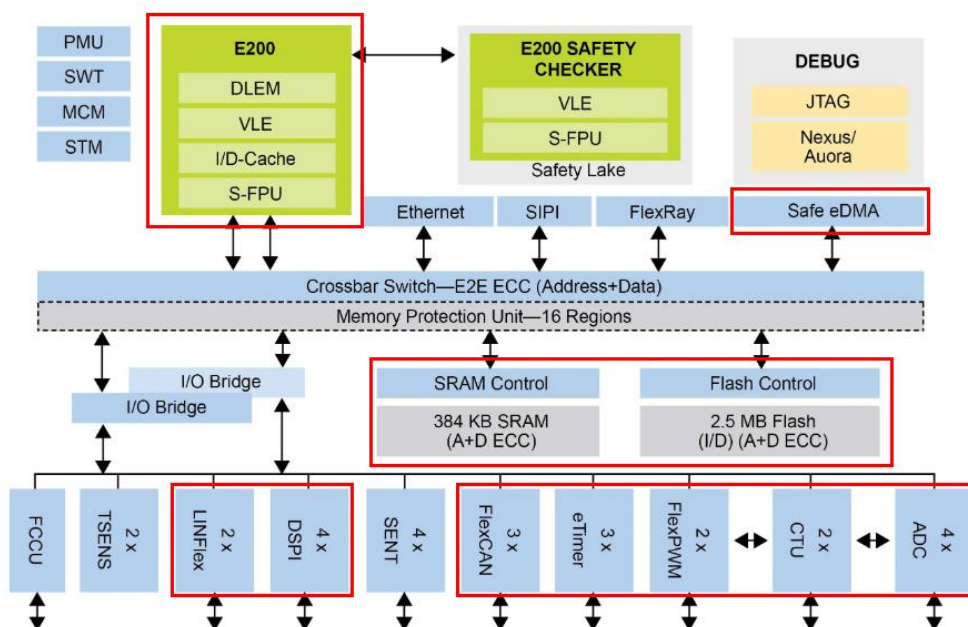 PMU
SWT
MCM
STM
E200
DLEM
VLE
I/D-Cache
S-FPU
E200 SAFETY
CHECKER
VLE
S-FPU
Safety Lake
DEBUG
JTAG
Nexus/
Auora
Ethernet
SIPI
FlexRay
Safe eDMA
Crossbar Switch—E2E ECC (Address+Data)
Memory Protection Unit—16 Regions
I/O Bridge
I/O Bridge
SRAM Control
384 KB SRAM
(A+D ECC)
Flash Control
2.5 MB Flash
(I/D) (A+D ECC)
FCCU
2 x
TSENS
2 x
LINFlex
4 x
DSPI
4 x
SENT
3 x
FlexCAN
3 x
eTimer
2 x
FlexPWM
2 x
CTU
4 x
ADC